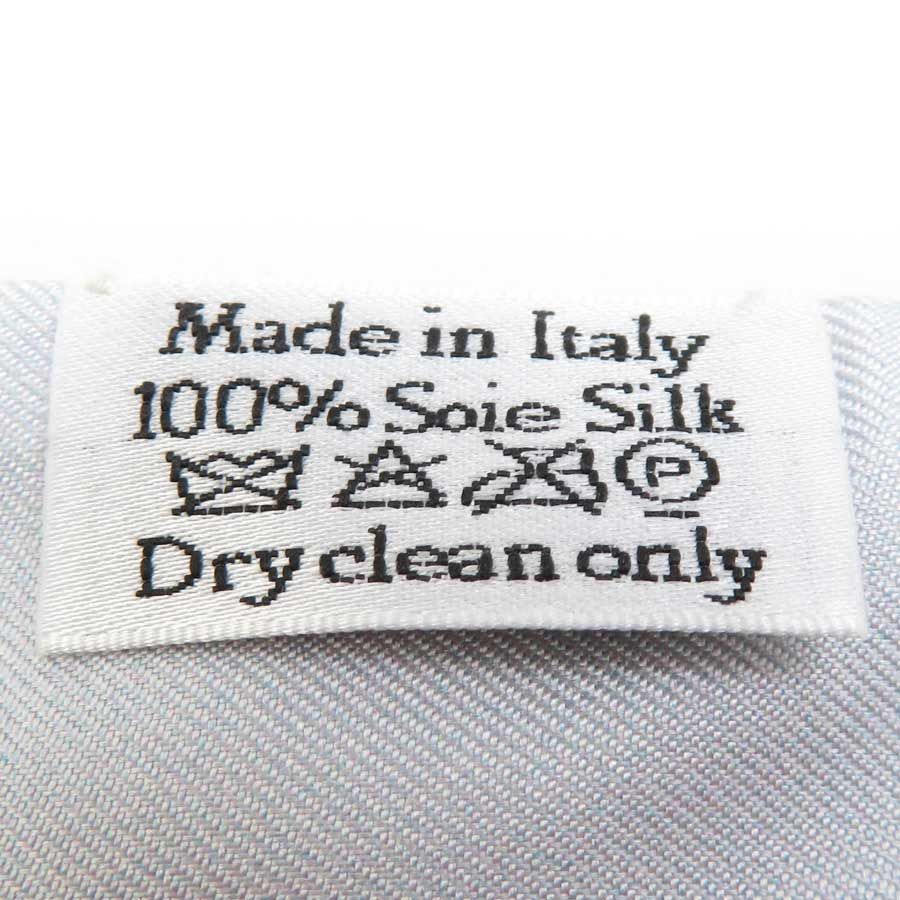 Made in Italy
100% Soie Silk
P
Dry clean only